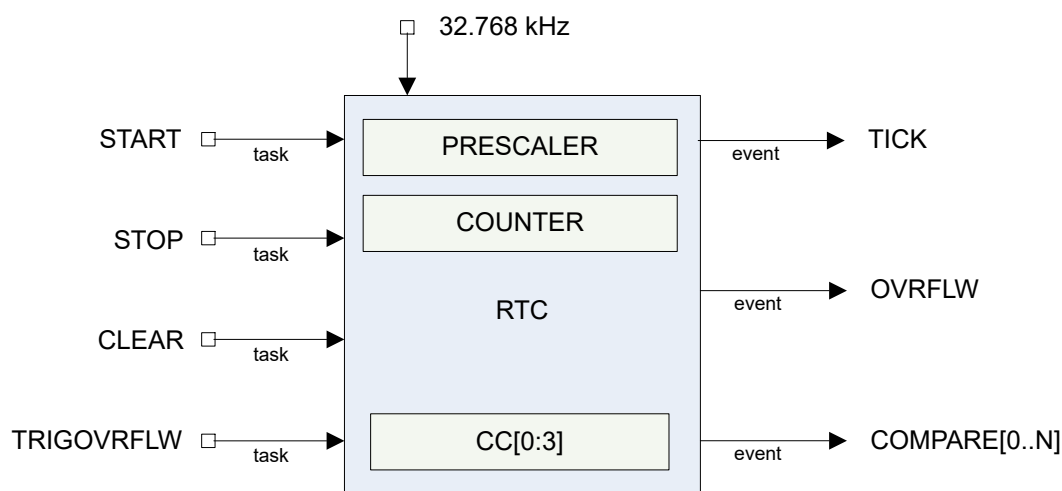 32.768 kHz
START
task
PRESCALER
event
TICK
STOP
task
COUNTER
RTC
event
OVRFLW
CLEAR
task
TRIGOVRFLW
task
CC[0:3]
event
COMPARE[0..N]